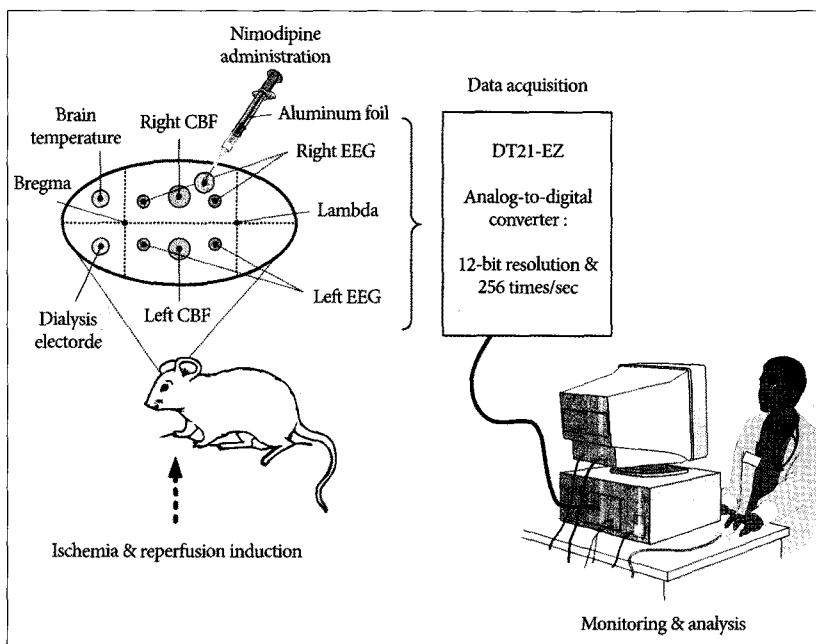 Nimodipine
administration
Data acquisition
Brain
temperature
Right CBF
Aluminum foil
Right EEG
Bregma
Lambda
Left EEG
Left CBF
Dialysis
electorde
DT21-EZ
Analog-to-digital
converter :
12-bit resolution &
256 times/sec
Ischemia & reperfusion induction
Monitoring & analysis